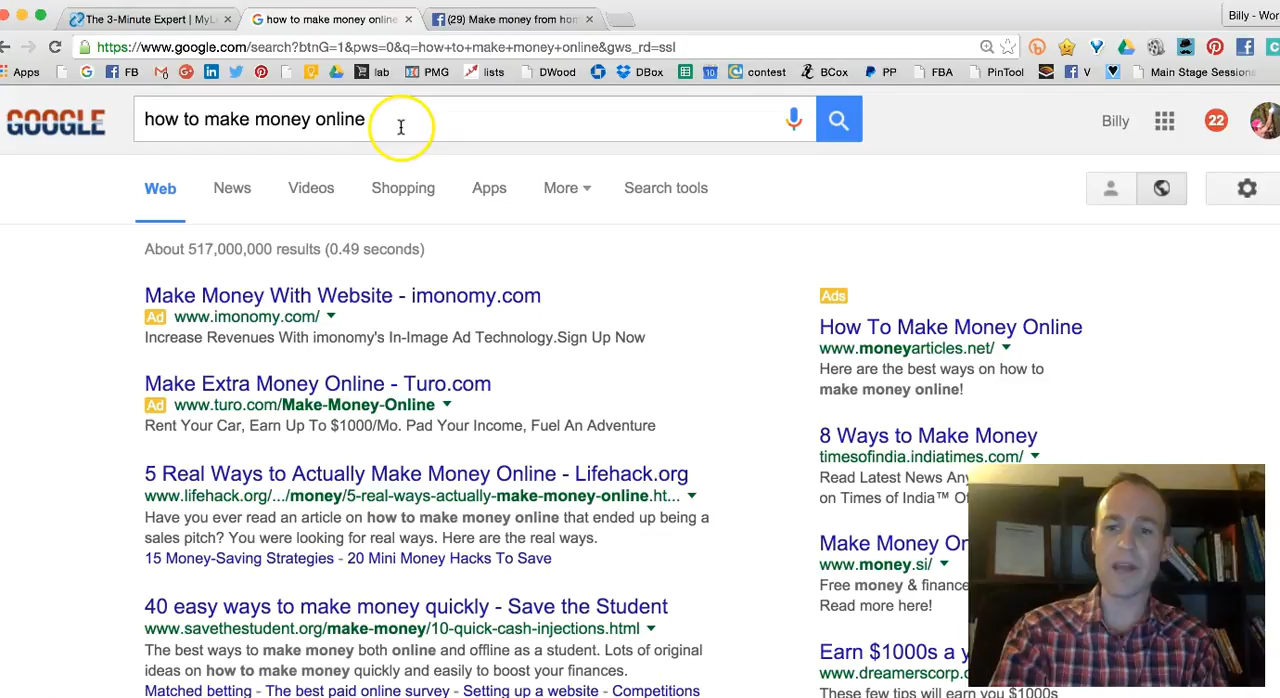 The 3-Minute Expert | MyL
how to make money online
(29) Make money from hom
Billy - Wor
https://www.google.com/search?btnG=1&pws=0&q=how+to+make+money+online&gws_rd=ssl
Apps
FB
lab
PMG
lists
DWood
DBox
10
contest
BCox
PP
FBA
PinTool
V
Main Stage Sessions
GOOGLE
how to make money online
Billy
22
Web
News
Videos
Shopping
Apps
More
Search tools
About 517,000,000 results (0.49 seconds)
Make Money With Website - imonomy.com
Ad www.imonomy.com/
Increase Revenues With imonomy's In-Image Ad Technology.Sign Up Now
Make Extra Money Online - Turo.com
Ad www.turo.com/Make-Money-Online
Rent Your Car, Earn Up To $1000/Mo. Pad Your Income, Fuel An Adventure
5 Real Ways to Actually Make Money Online - Lifehack.org
www.lifehack.org/.../money/5-real-ways-actually-make-money-online.ht...
Have you ever read an article on how to make money online that ended up being a
sales pitch? You were looking for real ways. Here are the real ways.
15 Money-Saving Strategies - 20 Mini Money Hacks To Save
40 easy ways to make money quickly - Save the Student
www.savethestudent.org/make-money/10-quick-cash-injections.html
The best ways to make money both online and offline as a student. Lots of original
ideas on how to make money quickly and easily to boost your finances.
Matched betting - The best paid online survey - Setting up a website - Competitions
Ads
How To Make Money Online
www.moneyarticles.net/
Here are the best ways on how to
make money online!
8 Ways to Make Money
timesofindia.indiatimes.com/
Read Latest News Any
on Times of India™ O
Make Money On
www.money.si/
Free money & finance
Read more here!
Earn $1000s a y
www.dreamerscorp.c
These few tips will earn you $1000s